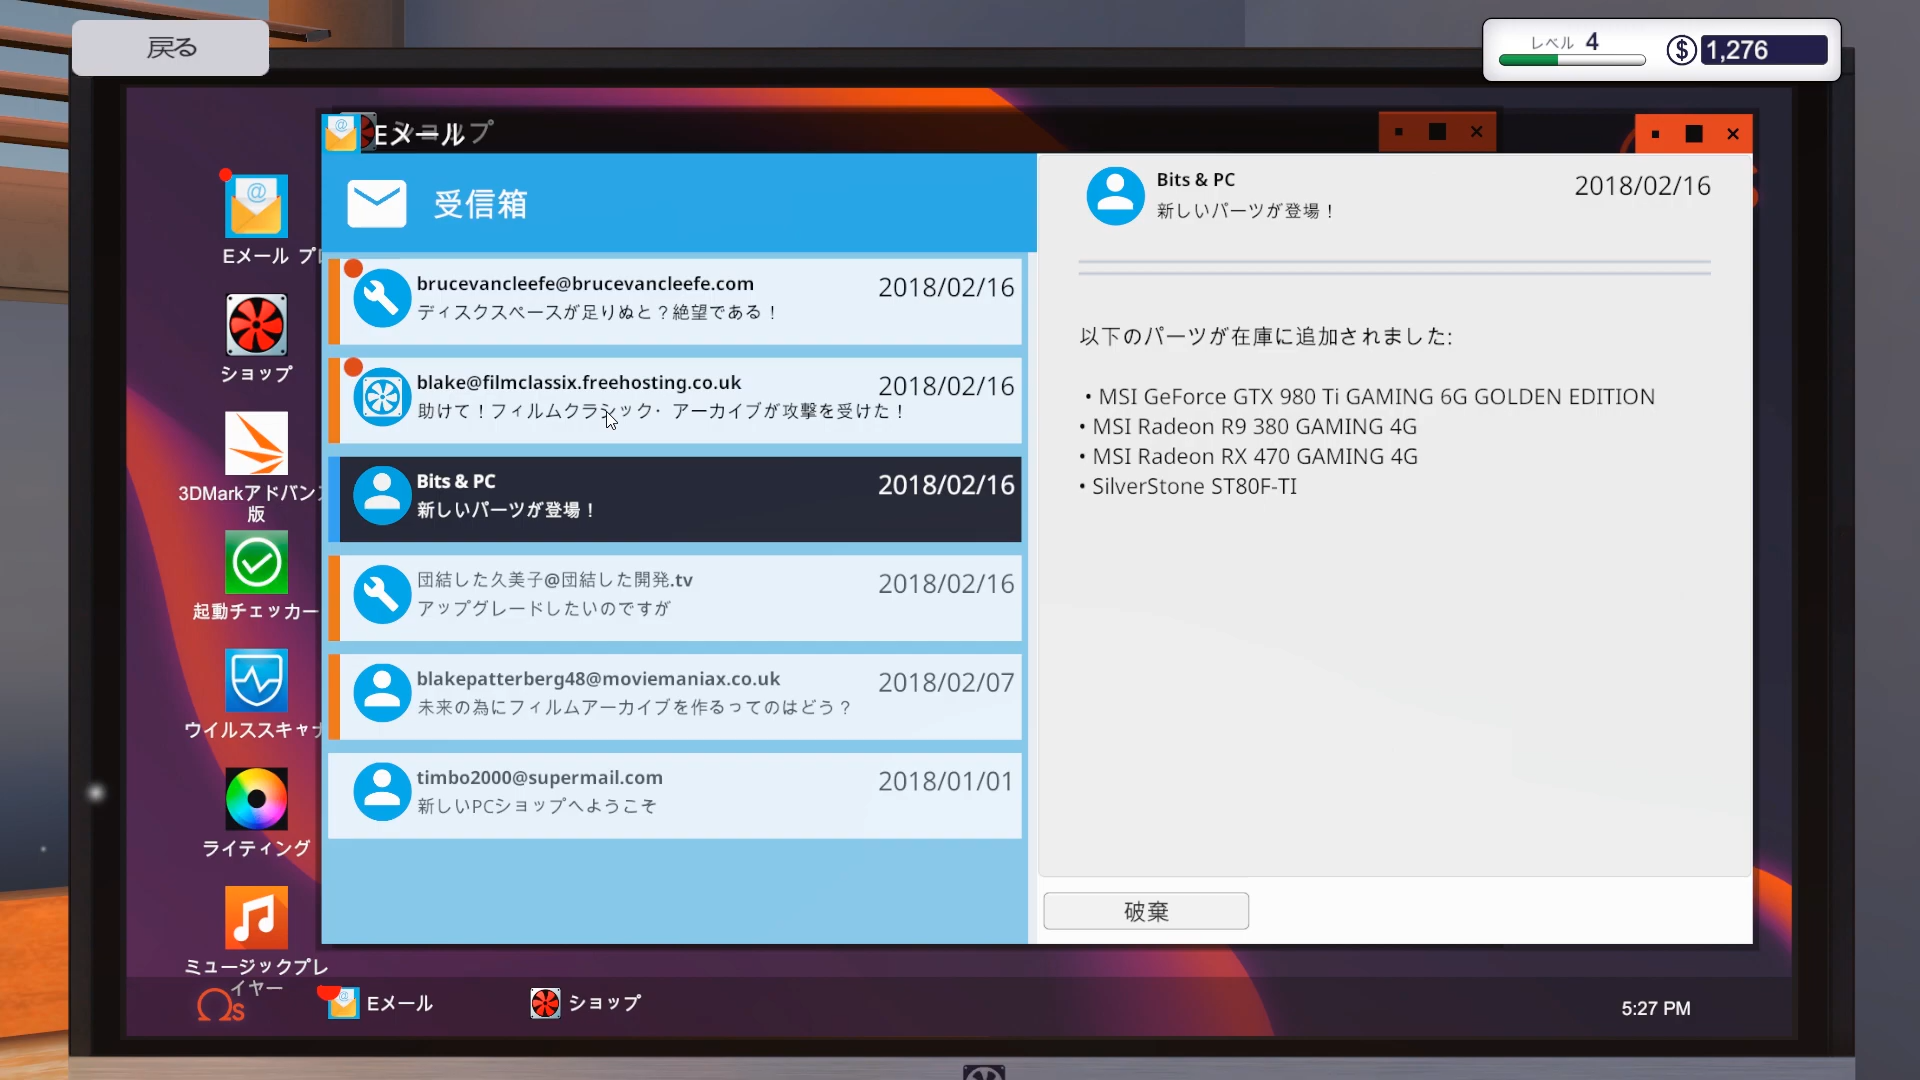 戻る
レベル 4
$ 1,276
Eメール
ショップ
受信箱
brucevancleefe@brucevancleefe.com
2018/02/16
ディスクスペースが足りぬと？絶望である！
blake@filmclassix.freehosting.co.uk
2018/02/16
助けて！フィルムクラシック・アーカイブが攻撃を受けた！
Bits & PC
2018/02/16
新しいパーツが登場！
団結した久美子@団結した開発.tv
2018/02/16
アップグレードしたいのですが
blakepatterberg48@moviemaniax.co.uk
2018/02/07
未来の為にフィルムアーカイブを作るってのはどう？
timbo2000@supermail.com
2018/01/01
新しいPCショップへようこそ
Bits & PC
2018/02/16
新しいパーツが登場！
以下のパーツが在庫に追加されました:
• MSI GeForce GTX 980 Ti GAMING 6G GOLDEN EDITION
• MSI Radeon R9 380 GAMING 4G
• MSI Radeon RX 470 GAMING 4G
• SilverStone ST80F-TI
破棄
Eメール プロ
ショップ
3DMarkアドバンス
版
起動チェッカー
ウイルススキャナ
ライティング
ミュージックプレ
イヤー
Ωs
Eメール
ショップ
5:27 PM